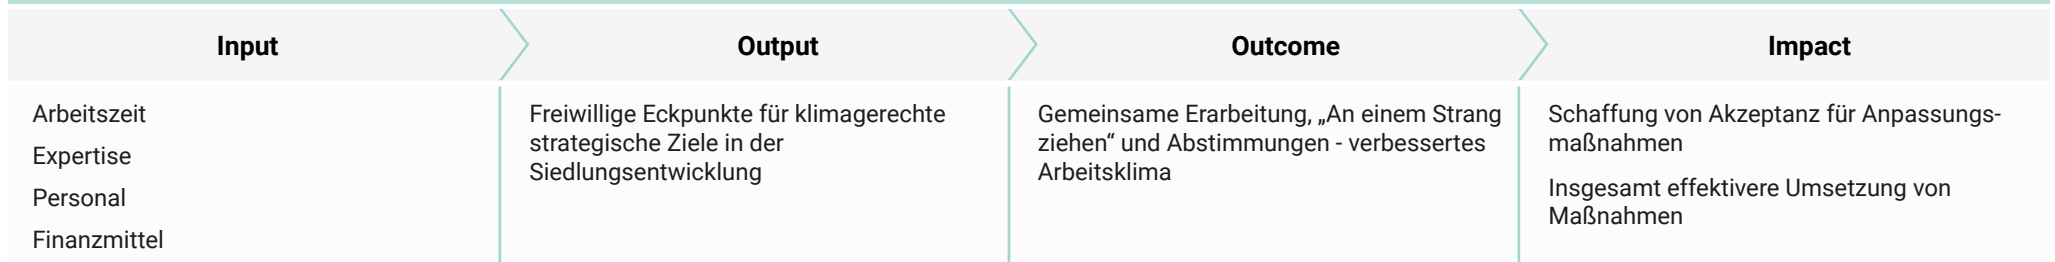 Input
Output
Outcome
Impact
Arbeitszeit
Expertise
Personal
Finanzmittel
Freiwillige Eckpunkte für klimagerechte
strategische Ziele in der
Siedlungsentwicklung
Gemeinsame Erarbeitung, „An einem Strang
ziehen“ und Abstimmungen - verbessertes
Arbeitsklima
Schaffung von Akzeptanz für Anpassungs-
maßnahmen
Insgesamt effektivere Umsetzung von
Maßnahmen